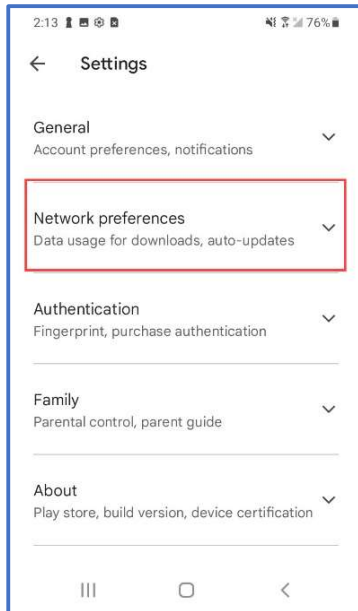 2:13 76%
Settings
General
Account preferences, notifications
Network preferences
Data usage for downloads, auto-updates
Authentication
Fingerprint, purchase authentication
Family
Parental control, parent guide
About
Play store, build version, device certification